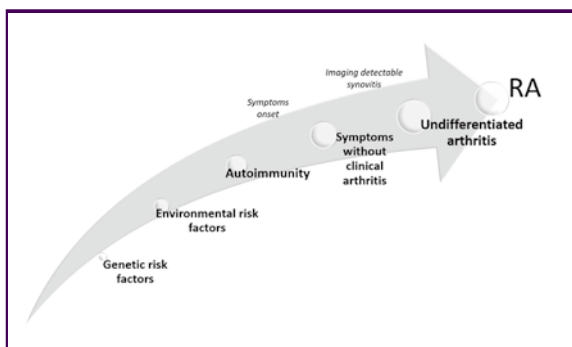 Imaging detectable
synovitis
RA
Symptoms
onset
Undifferentiated
arthritis
Symptoms
without
clinical
arthritis
Autoimmunity
Environmental risk
factors
Genetic risk
factors